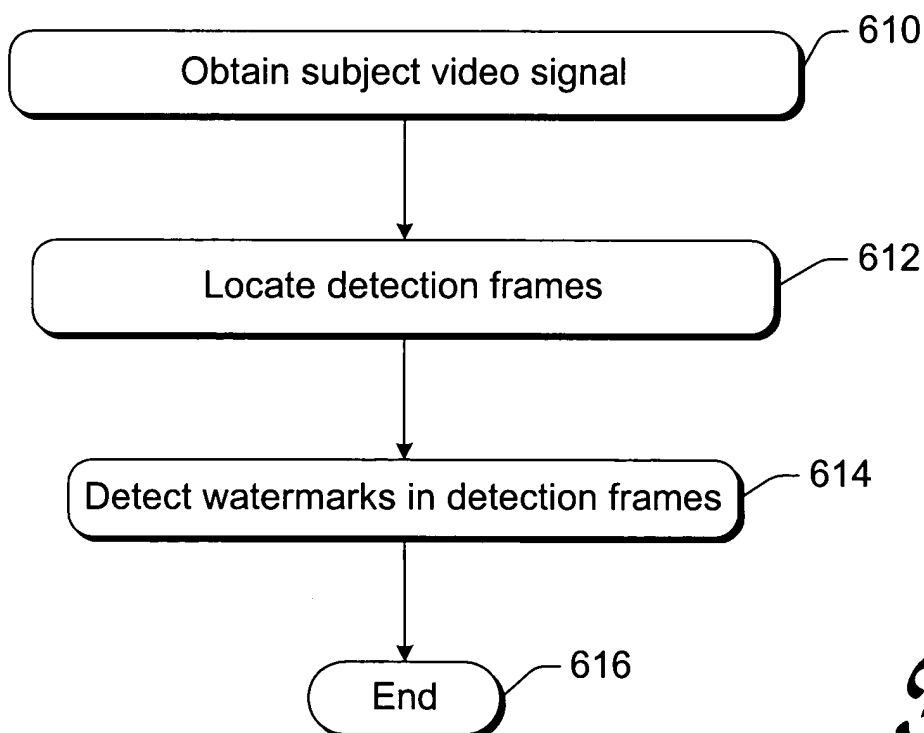 610
Obtain subject video signal
612
Locate detection frames
614
Detect watermarks in detection frames
616
End